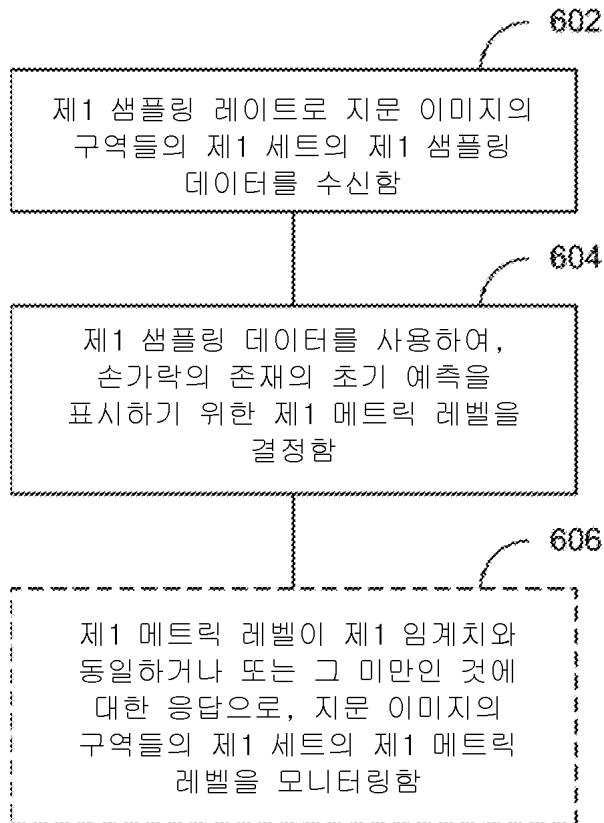 602
제1 샘플링 레이트로 지문 이미지의
구역들의 제1 세트의 제1 샘플링
데이터를 수신함
604
제1 샘플링 데이터를 사용하여,
손가락의 존재의 초기 예측을
표시하기 위한 제1 메트릭 레벨을
결정함
606
제1 메트릭 레벨이 제1 임계치와
동일하거나 또는 그 미만인 것에
대한 응답으로, 지문 이미지의
구역들의 제1 세트의 제1 메트릭
레벨을 모니터링함